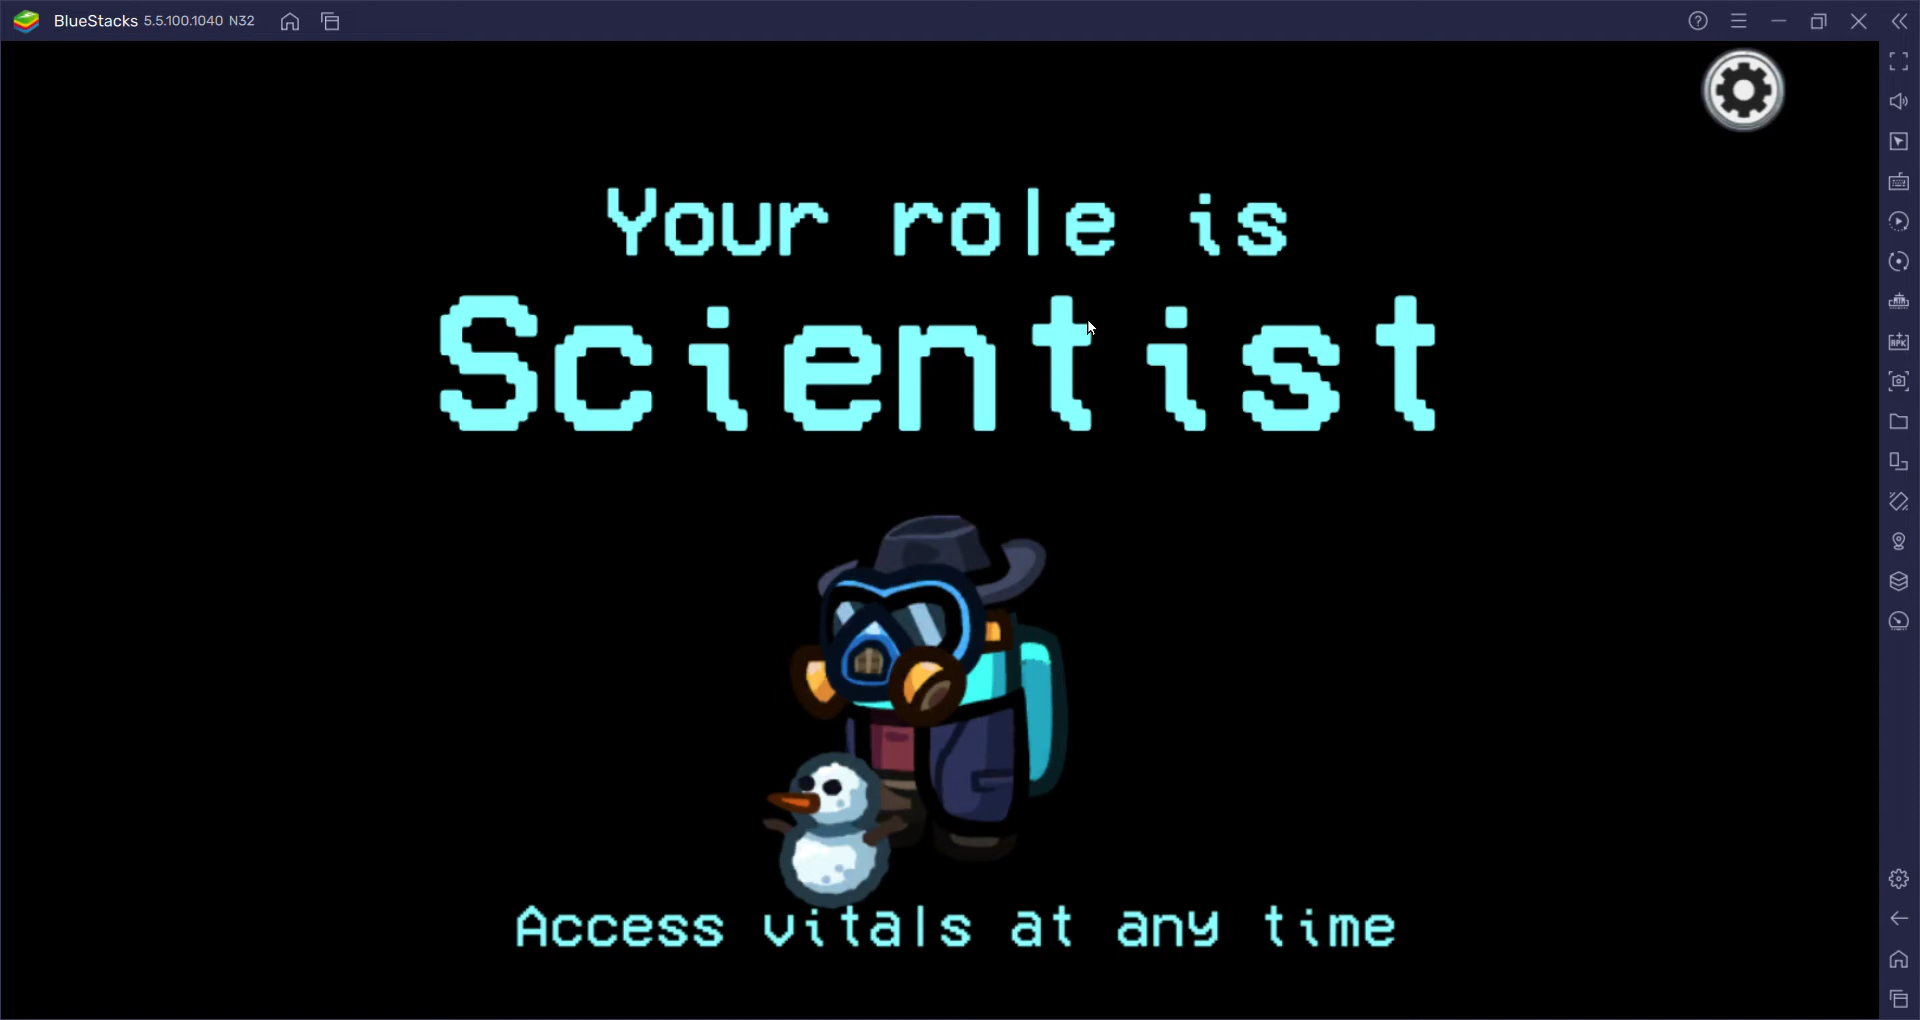 BlueStacks 5.5.100.1040 N32
Your role is
Scientist
Access vitals at any time